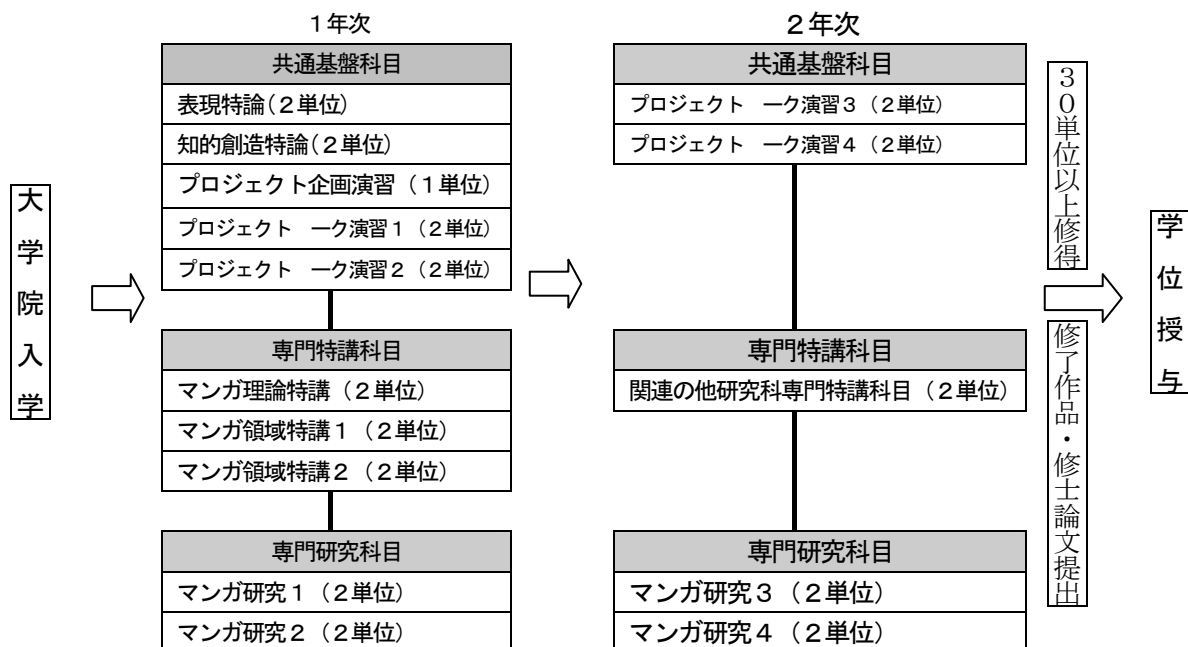 大学院入学
1年次
共通基盤科目
表現特論(2単位)
知的創造特論(2単位)
プロジェクト企画演習(1単位)
プロジェクト ーク演習1(2単位)
プロジェクト ーク演習2(2単位)
専門特講科目
マンガ理論特講(2単位)
マンガ領域特講1(2単位)
マンガ領域特講2(2単位)
専門研究科目
マンガ研究1(2単位)
マンガ研究2(2単位)
2年次
共通基盤科目
プロジェクト ーク演習3(2単位)
プロジェクト ーク演習4(2単位)
専門特講科目
関連の他研究科専門特講科目(2単位)
専門研究科目
マンガ研究3(2単位)
マンガ研究4(2単位)
30単位以上修得
修了作品・修士論文提出
学位授与